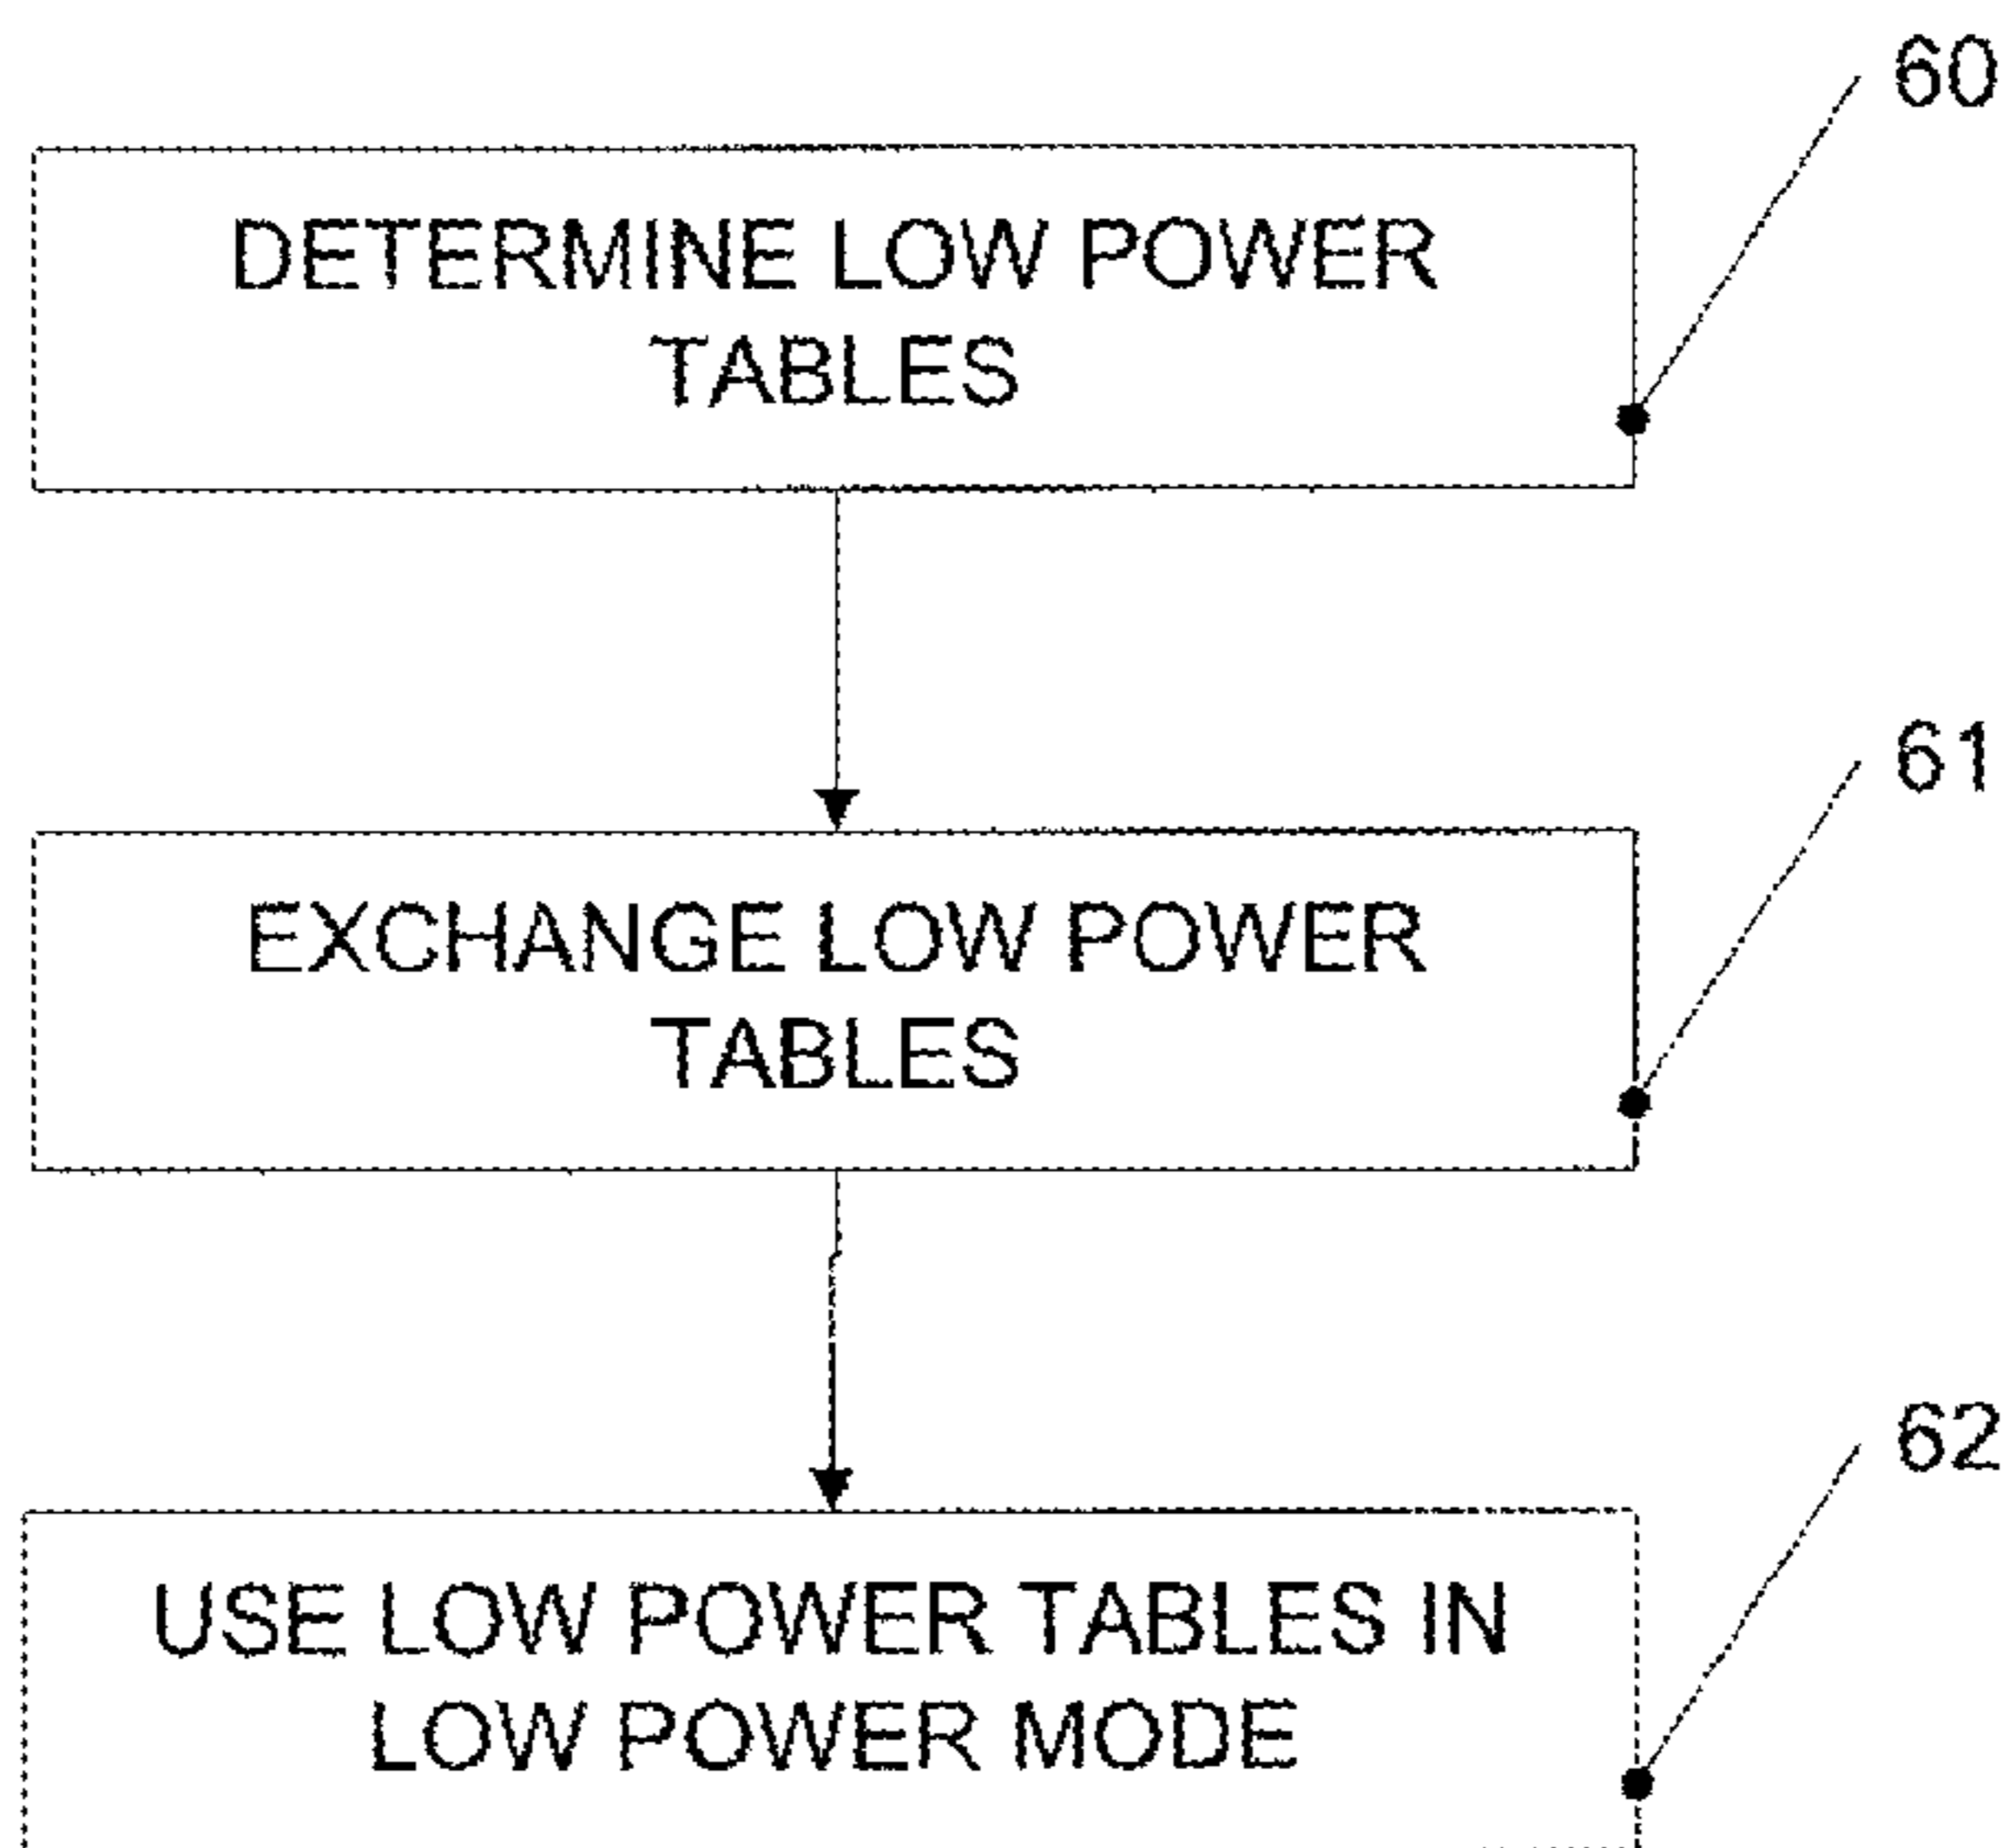 60
DETERMINE LOW POWER
TABLES
61
EXCHANGE LOW POWER
TABLES
62
USE LOW POWER TABLES IN
LOW POWER MODE